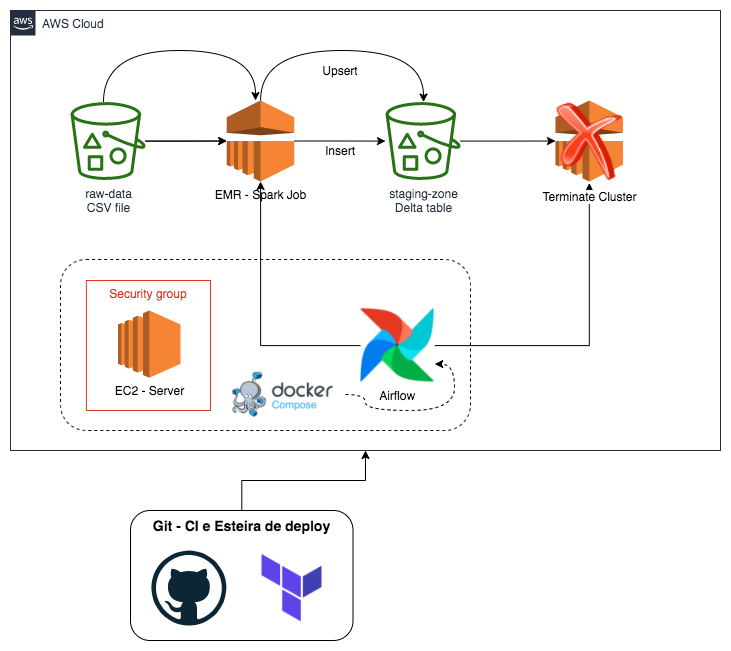 aws
AWS Cloud
Upsert
Insert
raw-data
CSV file
EMR - Spark Job
staging-zone
Delta table
Terminate Cluster
Security group
EC2 - Server
docker
Compose
Airflow
Git - CI e Esteira de deploy